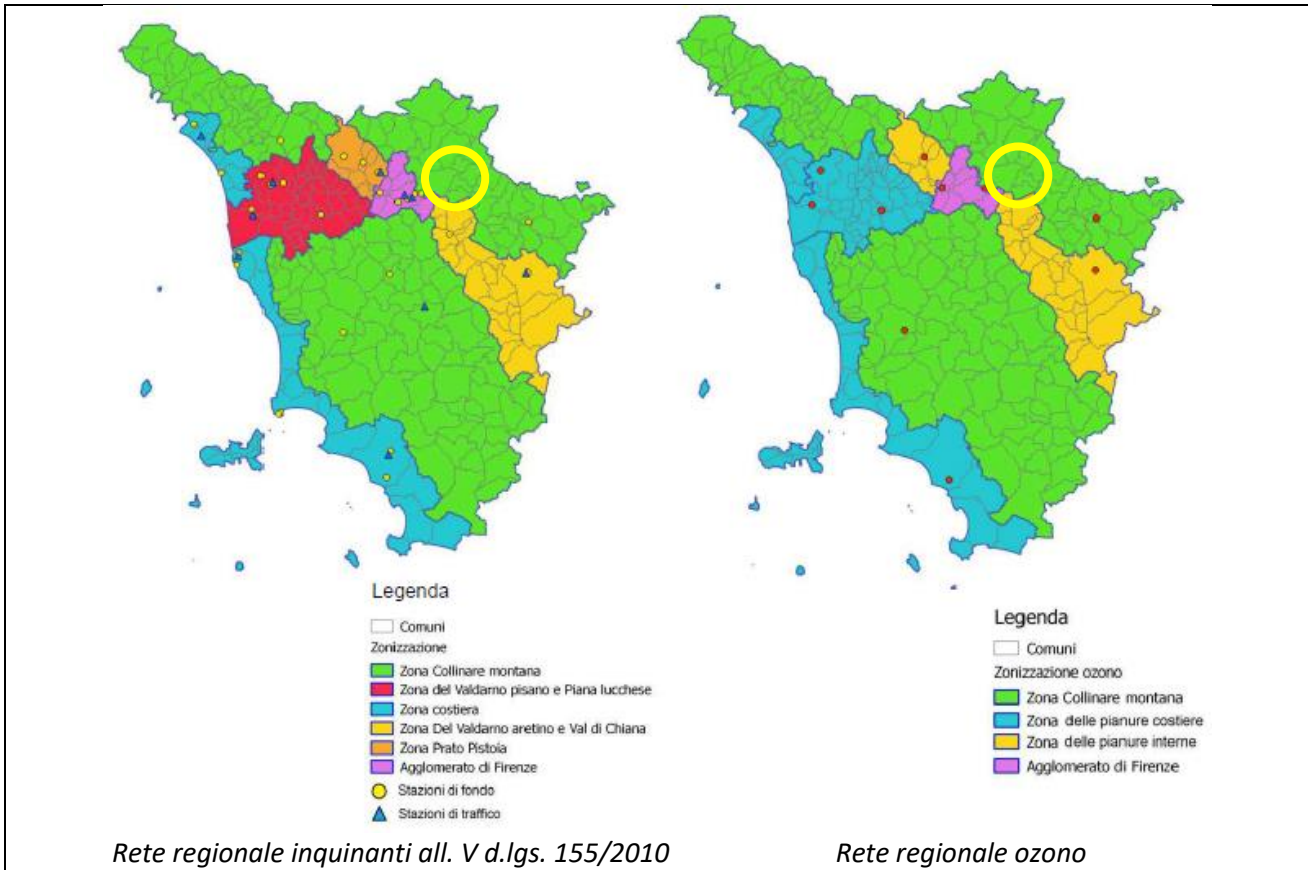 Legenda
Comuni
Zonizzazione
Zona Collinare montana
Zona del Valdarno pisano e Piana lucchese
Zona costiera
Zona Del Valdarno aretino e Val di Chiana
Zona Prato Pistoia
Agglomerato di Firenze
Stazioni di fondo
Stazioni di traffico
Legenda
Comuni
Zonizzazione ozono
Zona Collinare montana
Zona delle pianure costiere
Zona delle pianure interne
Agglomerato di Firenze
Rete regionale inquinanti all. V d.lgs. 155/2010
Rete regionale ozono